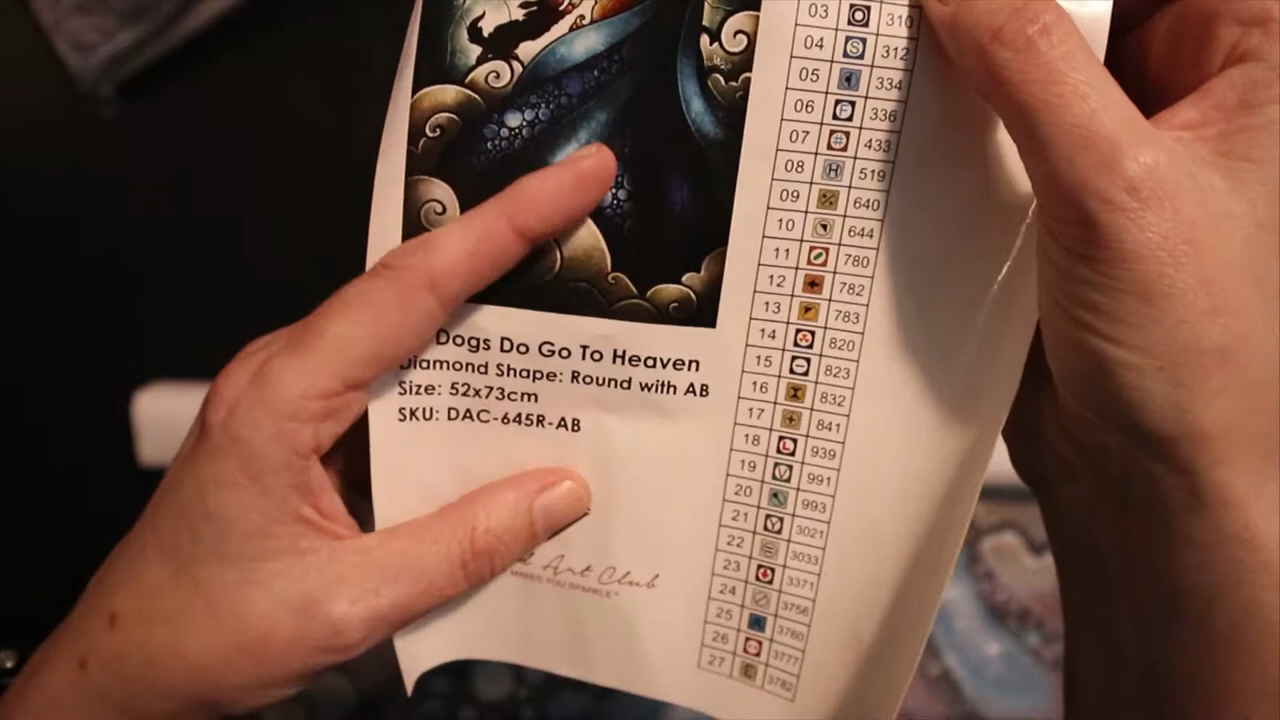 03 310
04 S 312
05 334
06 F 336
07 # 433
08 H 519
09 640
10 644
11 780
12 782
13 783
14 820
15 823
16 832
17 841
18 L 939
19 V 991
20 993
21 Y 3021
22 3033
23 3371
24 3756
25 3760
26 3777
27 3782
Dogs Do Go To Heaven
Diamond Shape: Round with AB
Size: 52x73cm
SKU: DAC-645R-AB
Art Club
MAKES YOU SPARKLE™